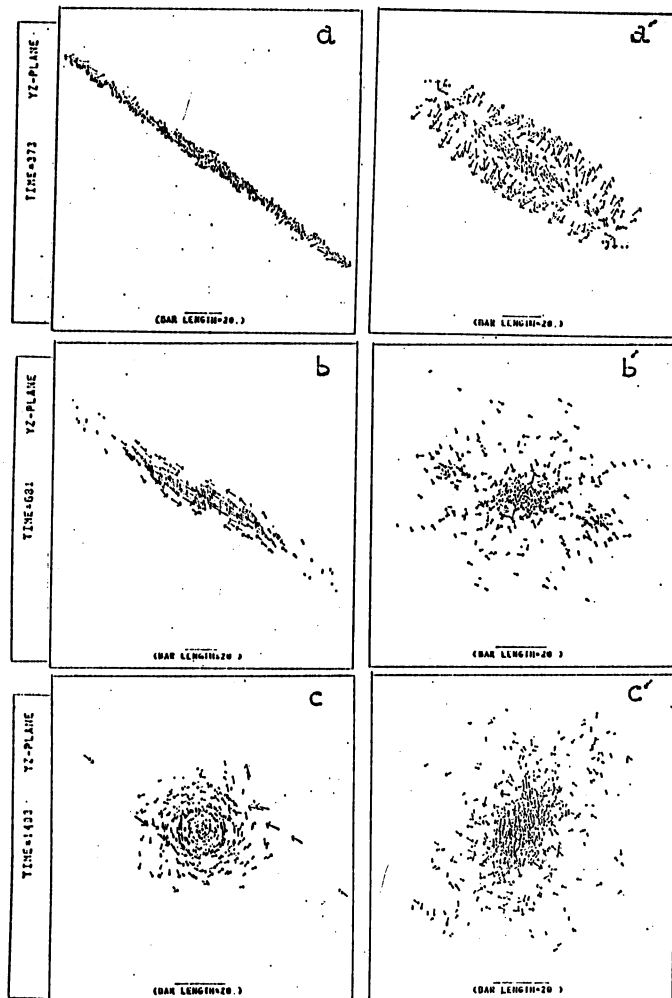 a
a′
TIME=373 YZ-PLANE
(BAR LENGTH=20.)
(BAR LENGTH=20.)
b
b′
TIME=631 YZ-PLANE
(BAR LENGTH=20.)
(BAR LENGTH=20.)
c
c′
TIME=1433 YZ-PLANE
(BAR LENGTH=20.)
(BAR LENGTH=20.)